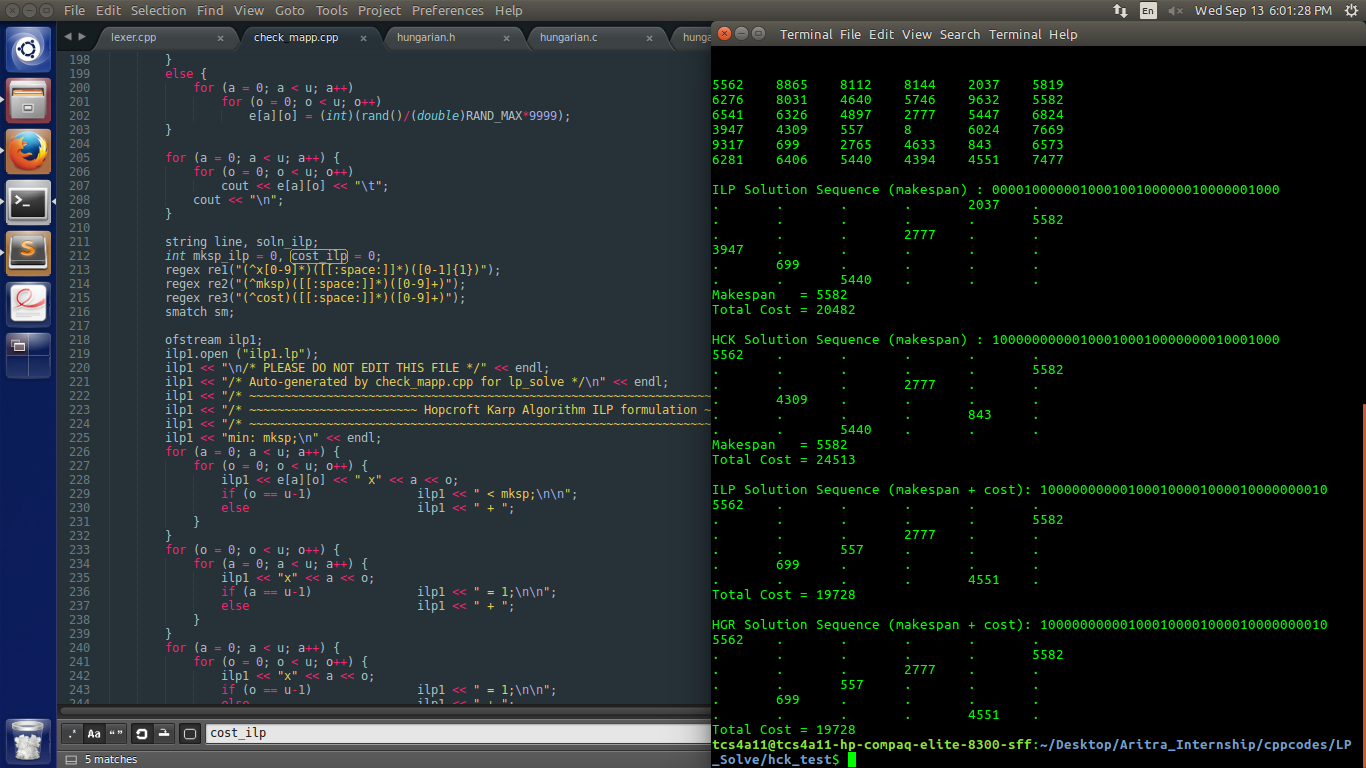 File Edit Selection Find View Goto Tools Project Preferences Help
En Wed Sep 13 6:01:28 PM
lexer.cpp × check_mapp.cpp × hungarian.h × hungarian.c × hunga
198 }
199 else {
200 for (a = 0; a < u; a++)
201 for (o = 0; o < u; o++)
202 e[a][o] = (int)(rand()/(double)RAND_MAX*9999);
203 }
204
205 for (a = 0; a < u; a++) {
206 for (o = 0; o < u; o++)
207 cout << e[a][o] << "\t";
208 cout << "\n";
209 }
210
211 string line, soln_ilp;
212 int mksp_ilp = 0, cost_ilp = 0;
213 regex re1("(^x[0-9]*)([[:space:]]*)([0-1]{1})");
214 regex re2("(^mksp)([[:space:]]*)([0-9]+)");
215 regex re3("(^cost)([[:space:]]*)([0-9]+)");
216 smatch sm;
217
218 ofstream ilp1;
219 ilp1.open ("ilp1.lp");
220 ilp1 << "\n/* PLEASE DO NOT EDIT THIS FILE */" << endl;
221 ilp1 << "/* Auto-generated by check_mapp.cpp for lp_solve */\n" << endl;
222 ilp1 << "/* ~~~~~~~~~~~~~~~~~~~~~~~~~~~~~~~~~~~~~~~~~~~~~~~~~~~~~~~~~~~~~~~~~~
223 ilp1 << "/* ~~~~~~~~~~~~~~~~~~~~~~~~ Hopcroft Karp Algorithm ILP formulation ~
224 ilp1 << "/* ~~~~~~~~~~~~~~~~~~~~~~~~~~~~~~~~~~~~~~~~~~~~~~~~~~~~~~~~~~~~~~~~~~
225 ilp1 << "min: mksp;\n" << endl;
226 for (a = 0; a < u; a++) {
227 for (o = 0; o < u; o++) {
228 ilp1 << e[a][o] << " x" << a << o;
229 if (o == u-1) ilp1 << " < mksp;\n\n";
230 else ilp1 << " + ";
231 }
232 }
233 for (o = 0; o < u; o++) {
234 for (a = 0; a < u; a++) {
235 ilp1 << "x" << a << o;
236 if (a == u-1) ilp1 << " = 1;\n\n";
237 else ilp1 << " + ";
238 }
239 }
240 for (a = 0; a < u; a++) {
241 for (o = 0; o < u; o++) {
242 ilp1 << "x" << a << o;
243 if (o == u-1) ilp1 << " = 1;\n\n";
244 else ilp1 << " + ";
.* Aa “ ” cost_ilp
5 matches
Terminal File Edit View Search Terminal Help
5562 8865 8112 8144 2037 5819
6276 8031 4640 5746 9632 5582
6541 6326 4897 2777 5447 6824
3947 4309 557 8 6024 7669
9317 699 2765 4633 843 6573
6281 6406 5440 4394 4551 7477
ILP Solution Sequence (makespan) : 000010000001000100100000010000001000
. . . . 2037 .
. . . . . 5582
. . . 2777 . .
3947 . . . . .
. 699 . . . .
. . 5440 . . .
Makespan = 5582
Total Cost = 20482
HCK Solution Sequence (makespan) : 100000000001000100010000000010001000
5562 . . . . .
. . . . . 5582
. . . 2777 . .
. 4309 . . . .
. . . . 843 .
. . 5440 . . .
Makespan = 5582
Total Cost = 24513
ILP Solution Sequence (makespan + cost): 100000000001000100001000010000000010
5562 . . . . .
. . . . . 5582
. . . 2777 . .
. . 557 . . .
. 699 . . . .
. . . . 4551 .
Total Cost = 19728
HGR Solution Sequence (makespan + cost): 100000000001000100001000010000000010
5562 . . . . .
. . . . . 5582
. . . 2777 . .
. . 557 . . .
. 699 . . . .
. . . . 4551 .
Total Cost = 19728
tcs4a11@tcs4a11-hp-compaq-elite-8300-sff:~/Desktop/Aritra_Internship/cppcodes/LP
_Solve/hck_test$